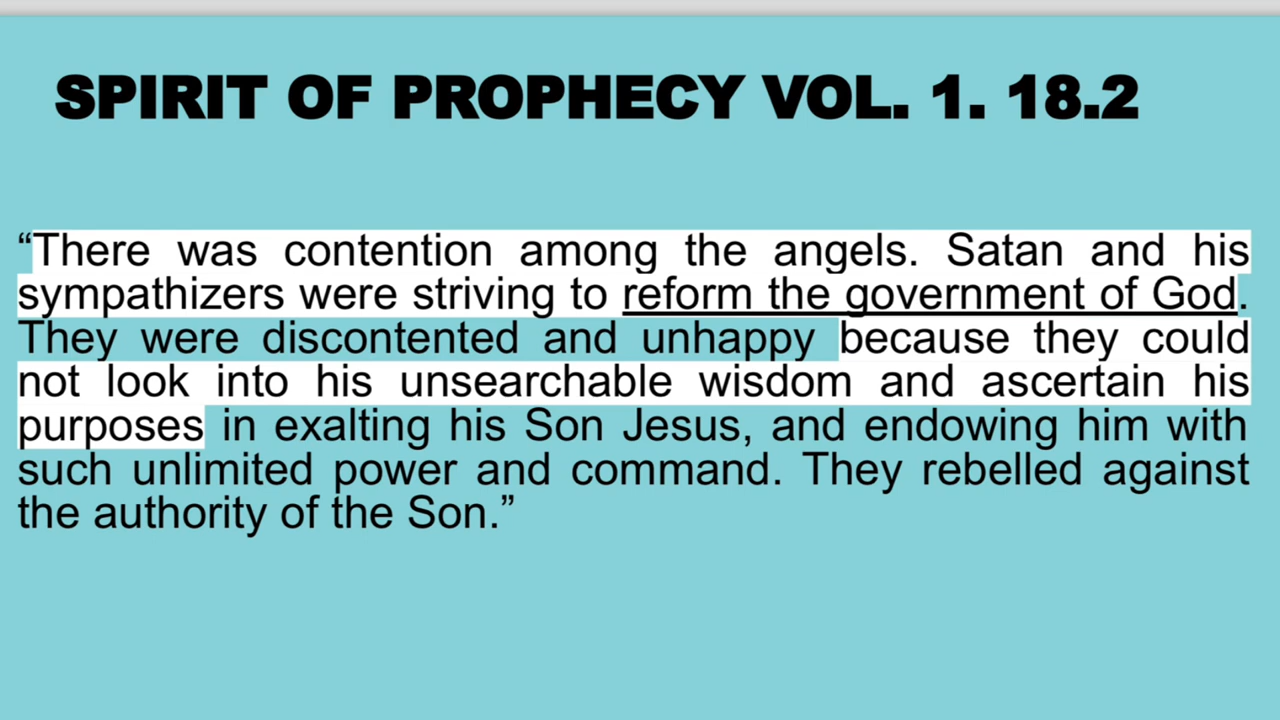 SPIRIT OF PROPHECY VOL. 1. 18.2
“There was contention among the angels. Satan and his
sympathizers were striving to reform the government of God.
They were discontented and unhappy because they could
not look into his unsearchable wisdom and ascertain his
purposes in exalting his Son Jesus, and endowing him with
such unlimited power and command. They rebelled against
the authority of the Son.”